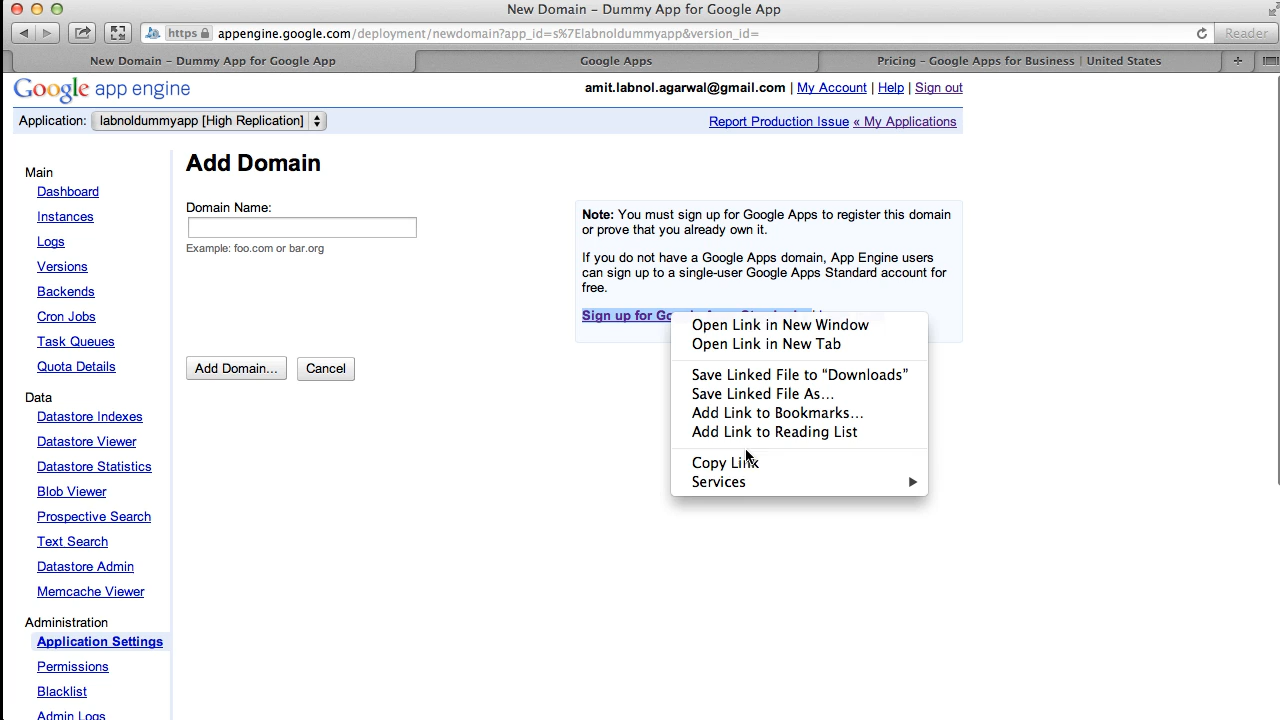 New Domain – Dummy App for Google App
https appengine.google.com/deployment/newdomain?app_id=s%7Elabnoldummyapp&version_id= Reader
New Domain – Dummy App for Google App Google Apps Pricing – Google Apps for Business | United States +
Google app engine
amit.labnol.agarwal@gmail.com | My Account | Help | Sign out
Application: labnoldummyapp [High Replication]
Report Production Issue « My Applications
Main
Dashboard
Instances
Logs
Versions
Backends
Cron Jobs
Task Queues
Quota Details
Data
Datastore Indexes
Datastore Viewer
Datastore Statistics
Blob Viewer
Prospective Search
Text Search
Datastore Admin
Memcache Viewer
Administration
Application Settings
Permissions
Blacklist
Admin Logs
Add Domain
Domain Name:
Example: foo.com or bar.org
Add Domain... Cancel
Note: You must sign up for Google Apps to register this domain
or prove that you already own it.
If you do not have a Google Apps domain, App Engine users
can sign up to a single-user Google Apps Standard account for
free.
Sign up for
Open Link in New Window
Open Link in New Tab
Save Linked File to "Downloads"
Save Linked File As...
Add Link to Bookmarks...
Add Link to Reading List
Copy Link
Services